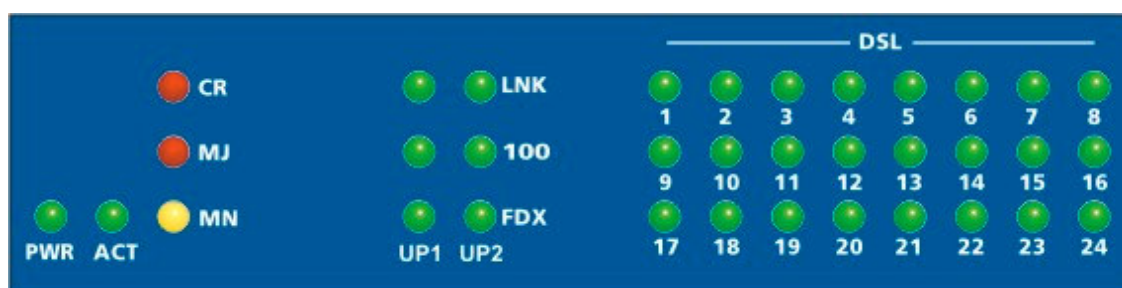 DSL
CR LNK
1 2 3 4 5 6 7 8
MJ 100
9 10 11 12 13 14 15 16
MN FDX
PWR ACT UP1 UP2 17 18 19 20 21 22 23 24